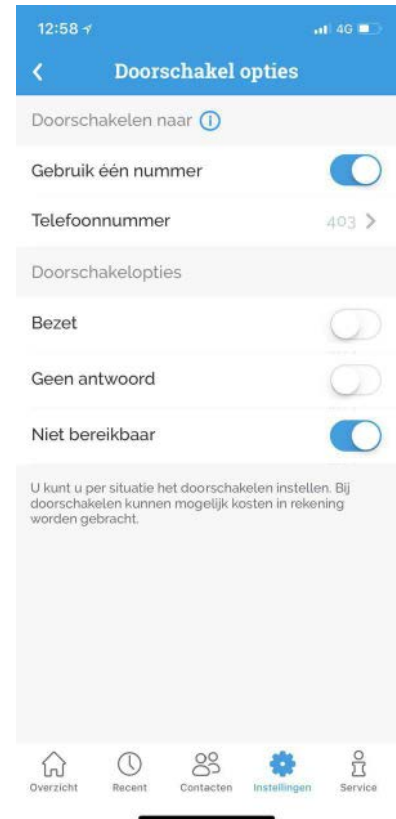 12:58
4G
Doorschakel opties
Doorschakelen naar
Gebruik één nummer
Telefoonnummer 403
Doorschakelopties
Bezet
Geen antwoord
Niet bereikbaar
U kunt u per situatie het doorschakelen instellen. Bij
doorschakelen kunnen mogelijk kosten in rekening
worden gebracht.
Overzicht Recent Contacten Instellingen Service